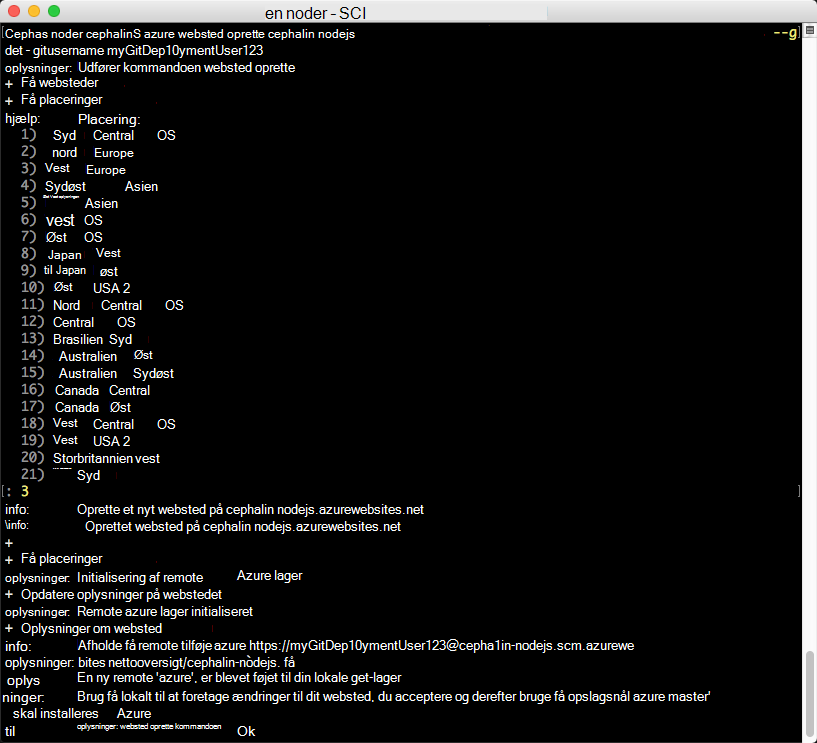 en noder - SCI
[Cephas noder cephalinS azure websted oprette cephalin nodejs --g]
det - gitusername myGitDep10ymentUser123
oplysninger: Udfører kommandoen websted oprette
+ Få websteder
+ Få placeringer
hjælp: Placering:
1) Syd Central OS
2) nord Europe
3) Vest Europe
4) Sydøst Asien
5) Asien
6) vest OS
7) Øst OS
8) Japan Vest
9) til Japan øst
10) Øst USA 2
11) Nord Central OS
12) Central OS
13) Brasilien Syd
14) Australien Øst
15) Australien Sydøst
16) Canada Central
17) Canada Øst
18) Vest Central OS
19) Vest USA 2
20) Storbritannien vest
21) Syd
[: 3 ]
info: Oprette et nyt websted på cephalin nodejs.azurewebsites.net
\info: Oprettet websted på cephalin nodejs.azurewebsites.net
+
+ Få placeringer
oplysninger: Initialisering af remote Azure lager
+ Opdatere oplysninger på webstedet
oplysninger: Remote azure lager initialiseret
+ Oplysninger om websted
info: Afholde få remote tilføje azure https://myGitDep10ymentUser123@cepha1in-nodejs.scm.azurewe
oplysninger: bites nettooversigt/cephalin-nòdejs. få
oplys En ny remote 'azure', er blevet føjet til din lokale get-lager
ninger: Brug få lokalt til at foretage ændringer til dit websted, du acceptere og derefter bruge få opslagsnål azure master'
skal installeres Azure
til oplysninger: websted oprette kommandoen Ok